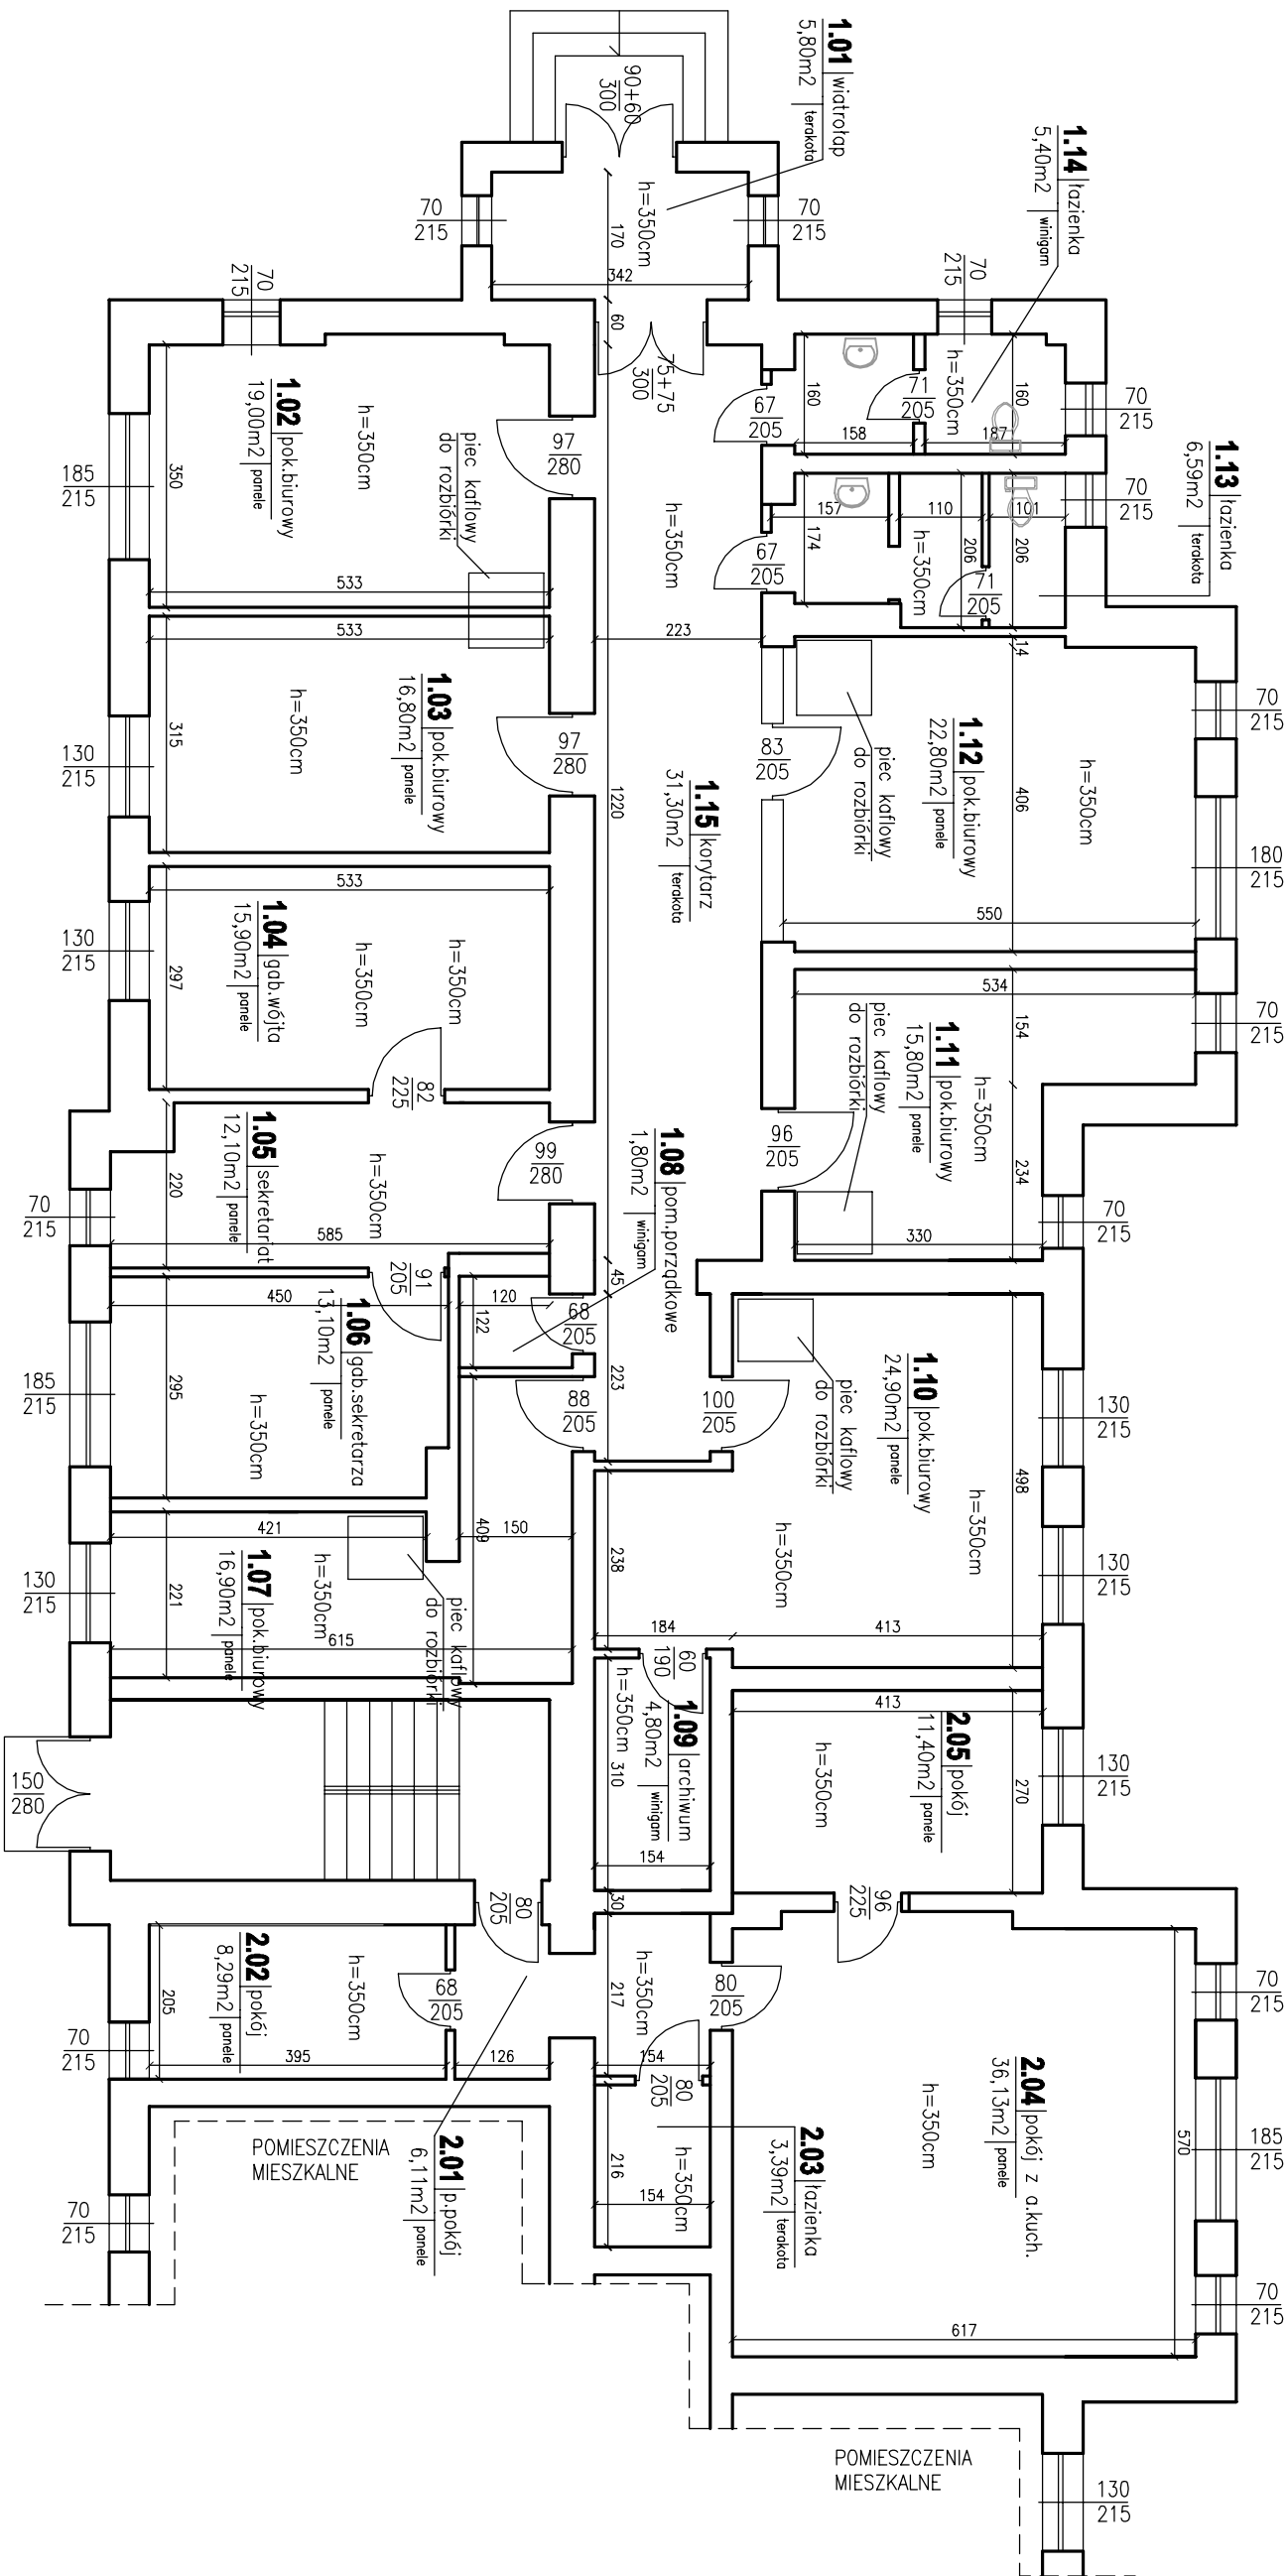 1.01 wiatrołap
5,80m2 terakota
90+60
300
h=350cm
170
342
70
215
70
215
60
75+75
300
1.14 łazienka
5,40m2 winigam
70
215
h=350cm
160
160
71
205
67
205
158
187
70
215
1.13 łazienka
6,59m2 terakota
70
215
157
110
101
174
206
206
h=350cm
67
205
71
205
70
215
1.02 pok.biurowy
19,00m2 panele
h=350cm
350
533
185
215
97
280
piec kaflowy
do rozbiórki
h=350cm
223
14
1.03 pok.biurowy
16,80m2 panele
h=350cm
315
533
130
215
97
280
1.12 pok.biurowy
22,80m2 panele
h=350cm
406
550
83
205
piec kaflowy
do rozbiórki
70
215
180
215
1.15 korytarz
31,30m2 terakota
1220
1.04 gab.wójta
15,90m2 panele
h=350cm
h=350cm
297
533
130
215
82
225
1.11 pok.biurowy
15,80m2 panele
h=350cm
154
234
534
330
96
205
piec kaflowy
do rozbiórki
70
215
70
215
1.05 sekretariat
12,10m2 panele
h=350cm
220
585
70
215
99
280
1.08 pom.porządkowe
1,80m2 winigam
45
120
122
68
205
91
205
1.06 gab.sekretarza
13,10m2 panele
h=350cm
295
450
185
215
88
205
223
100
205
1.10 pok.biurowy
24,90m2 panele
h=350cm
h=350cm
498
238
184
413
piec kaflowy
do rozbiórki
130
215
130
215
1.07 pok.biurowy
16,90m2 panele
h=350cm
221
421
409
150
615
130
215
piec kaflowy
do rozbiórki
60
190
1.09 archiwum
4,80m2 winigam
h=350cm
310
154
30
2.05 pokój
11,40m2 panele
h=350cm
413
270
130
215
96
225
150
280
80
205
2.02 pokój
8,29m2 panele
h=350cm
205
395
126
68
205
70
215
h=350cm
217
154
80
205
80
205
2.04 pokój z a.kuch.
36,13m2 panele
h=350cm
570
617
70
215
185
215
70
215
2.03 łazienka
3,39m2 terakota
h=350cm
216
154
2.01 p.pokój
6,11m2 panele
POMIESZCZENIA
MIESZKALNE
70
215
POMIESZCZENIA
MIESZKALNE
130
215